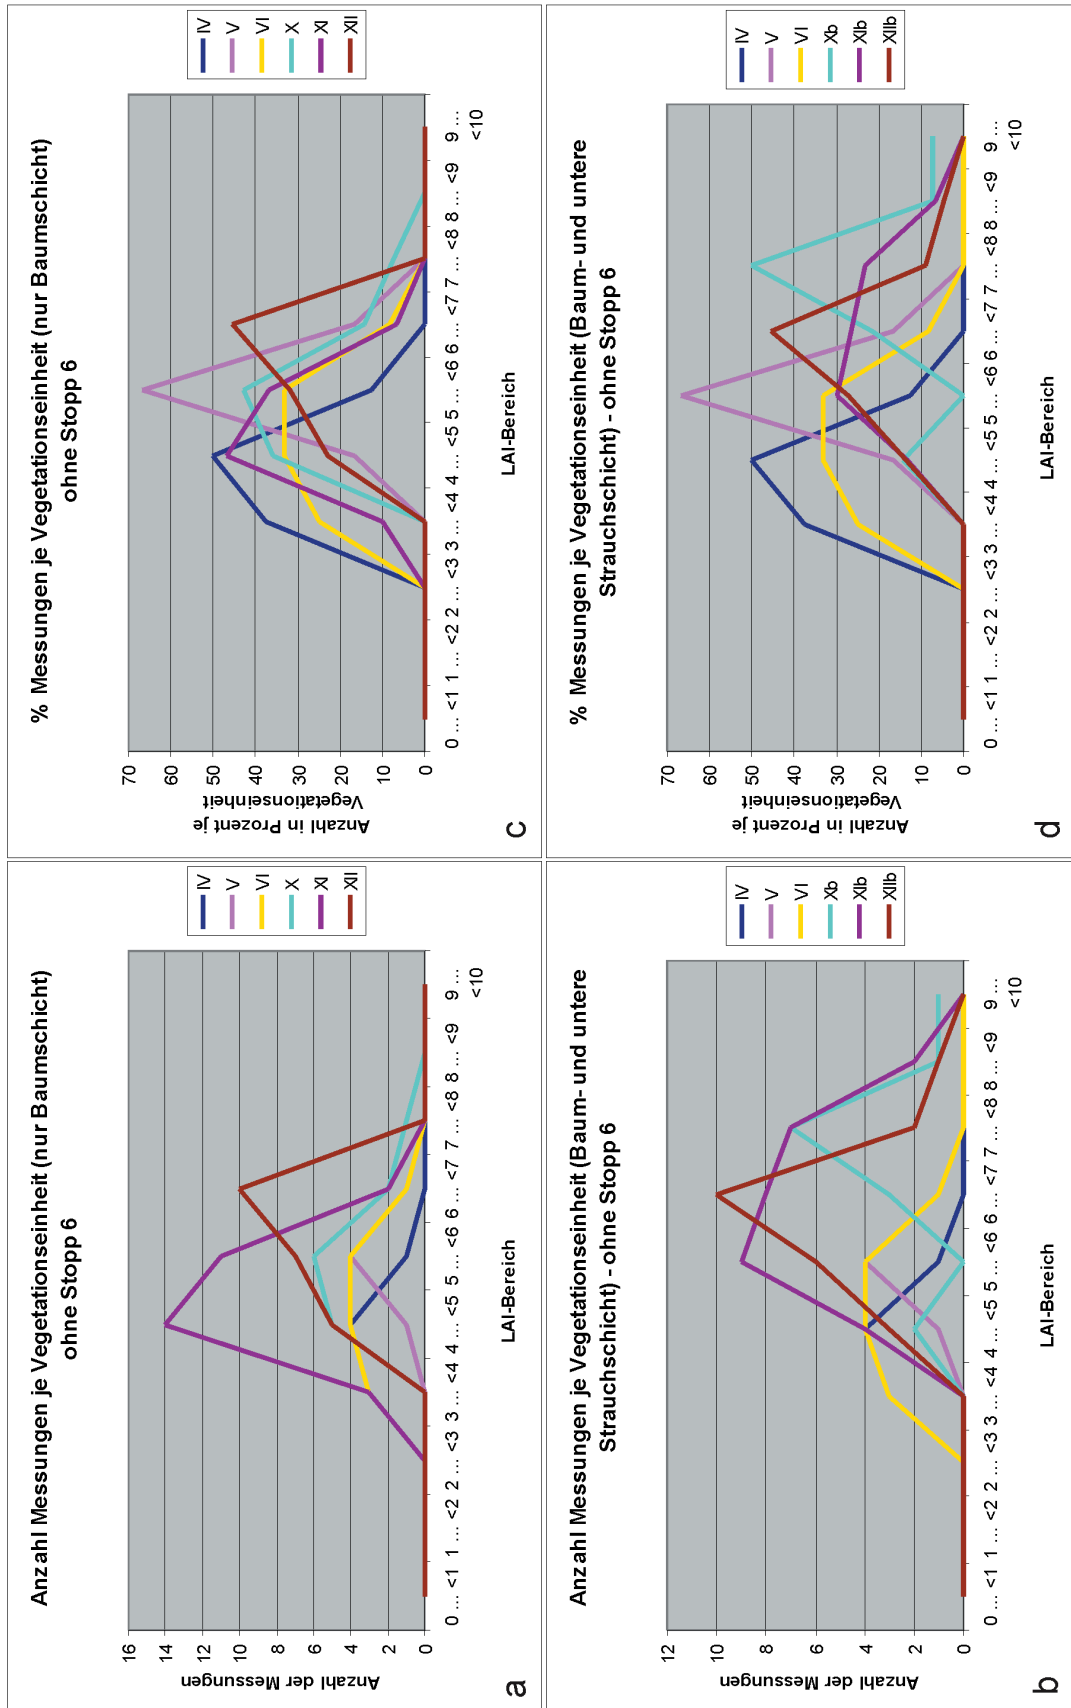 Anzahl Messungen je Vegetationseinheit (nur Baumschicht)
ohne Stopp 6
Anzahl der Messungen
16
14
12
10
8
6
4
2
0
0 ... <1 1 ... <2 2 ... <3 3 ... <4 4 ... <5 5 ... <6 6 ... <7 7 ... <8 8 ... <9 9 ...
<10
LAI-Bereich
IV
V
VI
X
XI
XII
a
% Messungen je Vegetationseinheit (nur Baumschicht)
ohne Stopp 6
Anzahl in Prozent je
Vegetationseinheit
70
60
50
40
30
20
10
0
0 ... <1 1 ... <2 2 ... <3 3 ... <4 4 ... <5 5 ... <6 6 ... <7 7 ... <8 8 ... <9 9 ...
<10
LAI-Bereich
IV
V
VI
X
XI
XII
c
Anzahl Messungen je Vegetationseinheit (Baum- und untere
Strauchschicht) - ohne Stopp 6
Anzahl der Messungen
12
10
8
6
4
2
0
0 ... <1 1 ... <2 2 ... <3 3 ... <4 4 ... <5 5 ... <6 6 ... <7 7 ... <8 8 ... <9 9 ...
<10
LAI-Bereich
IV
V
VI
Xb
XIb
XIIb
b
% Messungen je Vegetationseinheit (Baum- und untere
Strauchschicht) - ohne Stopp 6
Anzahl in Prozent je
Vegetationseinheit
70
60
50
40
30
20
10
0
0 ... <1 1 ... <2 2 ... <3 3 ... <4 4 ... <5 5 ... <6 6 ... <7 7 ... <8 8 ... <9 9 ...
<10
LAI-Bereich
IV
V
VI
Xb
XIb
XIIb
d